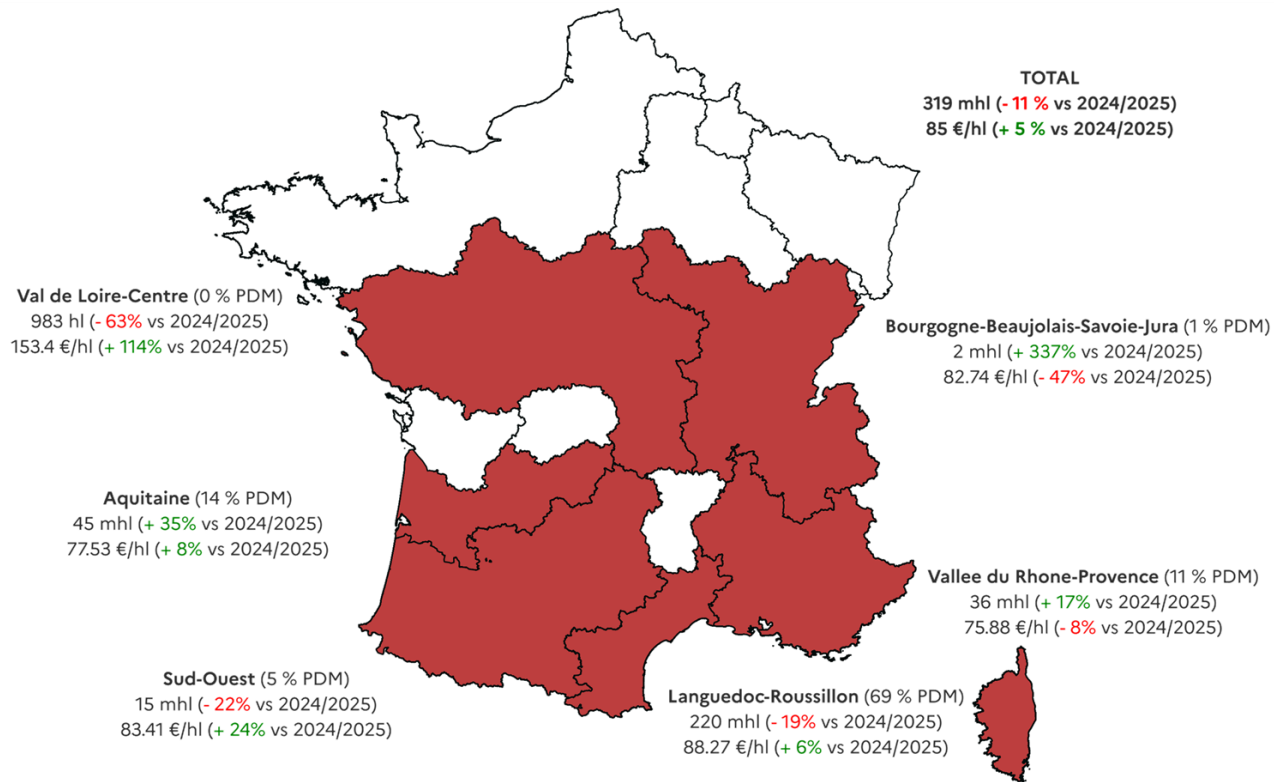 TOTAL
319 mhl (- 11 % vs 2024/2025)
85 €/hl (+ 5 % vs 2024/2025)
Val de Loire-Centre (0 % PDM)
983 hl (- 63% vs 2024/2025)
153.4 €/hl (+ 114% vs 2024/2025)
Bourgogne-Beaujolais-Savoie-Jura (1 % PDM)
2 mhl (+ 337% vs 2024/2025)
82.74 €/hl (- 47% vs 2024/2025)
Aquitaine (14 % PDM)
45 mhl (+ 35% vs 2024/2025)
77.53 €/hl (+ 8% vs 2024/2025)
Vallee du Rhone-Provence (11 % PDM)
36 mhl (+ 17% vs 2024/2025)
75.88 €/hl (- 8% vs 2024/2025)
Sud-Ouest (5 % PDM)
15 mhl (- 22% vs 2024/2025)
83.41 €/hl (+ 24% vs 2024/2025)
Languedoc-Roussillon (69 % PDM)
220 mhl (- 19% vs 2024/2025)
88.27 €/hl (+ 6% vs 2024/2025)